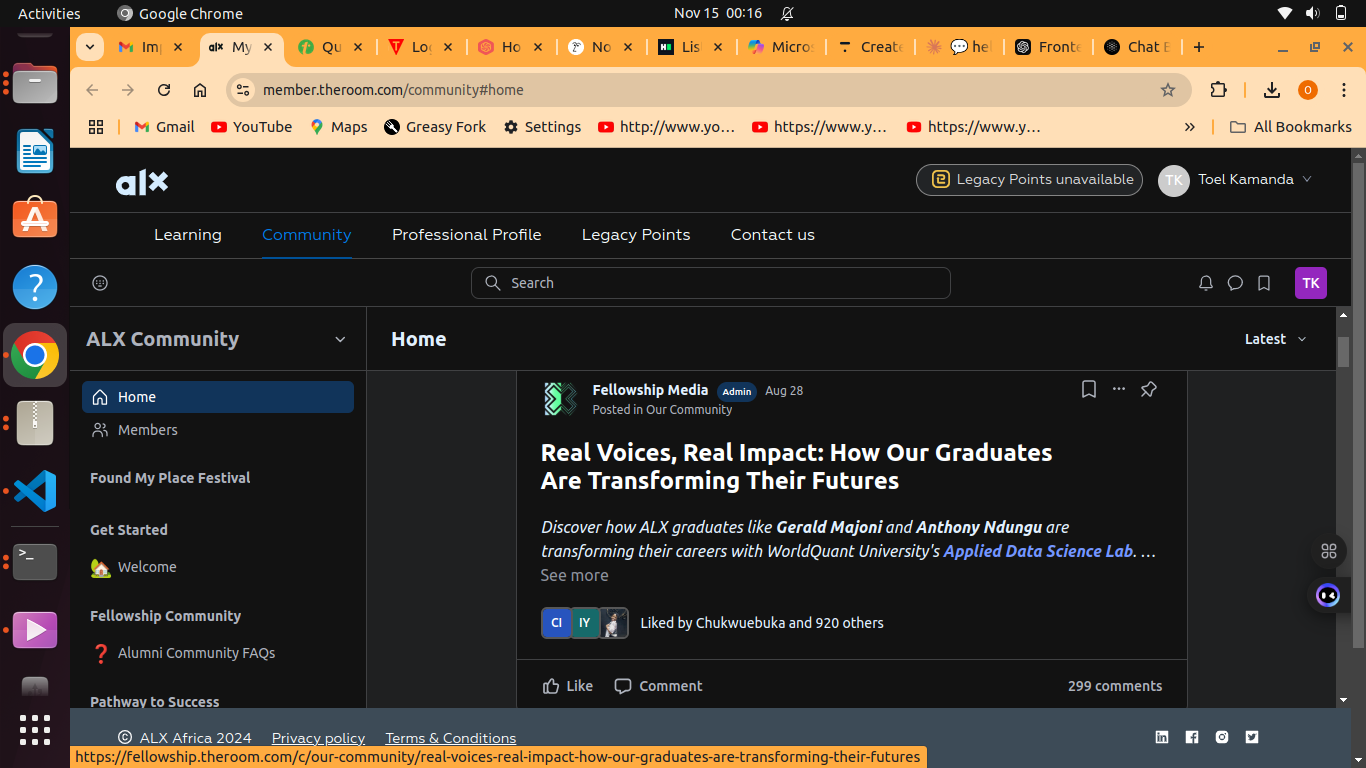 Activities
Google Chrome
Nov 15 00:16
Imp
My
Qu
Log
Ho
No
Lis
Micros
Create
💬 hel
Fronte
Chat E
member.theroom.com/community#home
Gmail
YouTube
Maps
Greasy Fork
Settings
http://www.yo…
https://www.y…
https://www.y…
»
All Bookmarks
alx
Legacy Points unavailable
TK
Toel Kamanda
Learning
Community
Professional Profile
Legacy Points
Contact us
Search
TK
ALX Community
Home
Latest
Home
Members
Found My Place Festival
Get Started
Welcome
Fellowship Community
Alumni Community FAQs
Pathway to Success
Fellowship Media Admin Aug 28
Posted in Our Community
Real Voices, Real Impact: How Our Graduates
Are Transforming Their Futures
Discover how ALX graduates like Gerald Majoni and Anthony Ndungu are
transforming their careers with WorldQuant University's Applied Data Science Lab. …
See more
CI
IY
Liked by Chukwuebuka and 920 others
Like
Comment
299 comments
© ALX Africa 2024
Privacy policy
Terms & Conditions
https://fellowship.theroom.com/c/our-community/real-voices-real-impact-how-our-graduates-are-transforming-their-futures